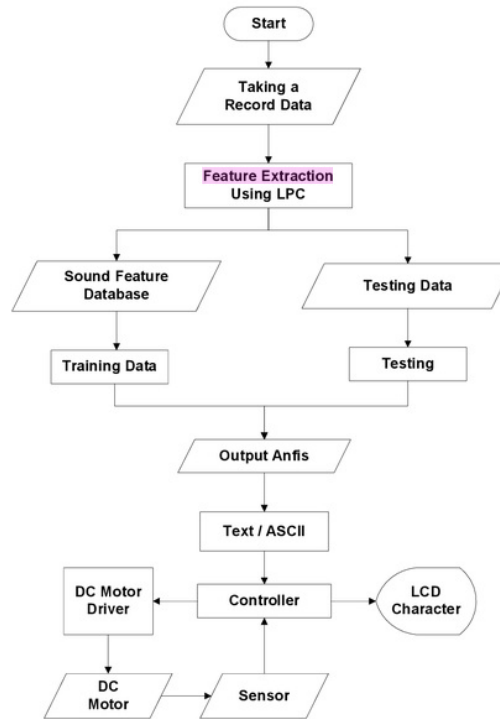 Start
Taking a
Record Data
Feature Extraction
Using LPC
Sound Feature
Database
Testing Data
Training Data
Testing
Output Anfis
Text / ASCII
DC Motor
Driver
Controller
LCD
Character
DC
Motor
Sensor